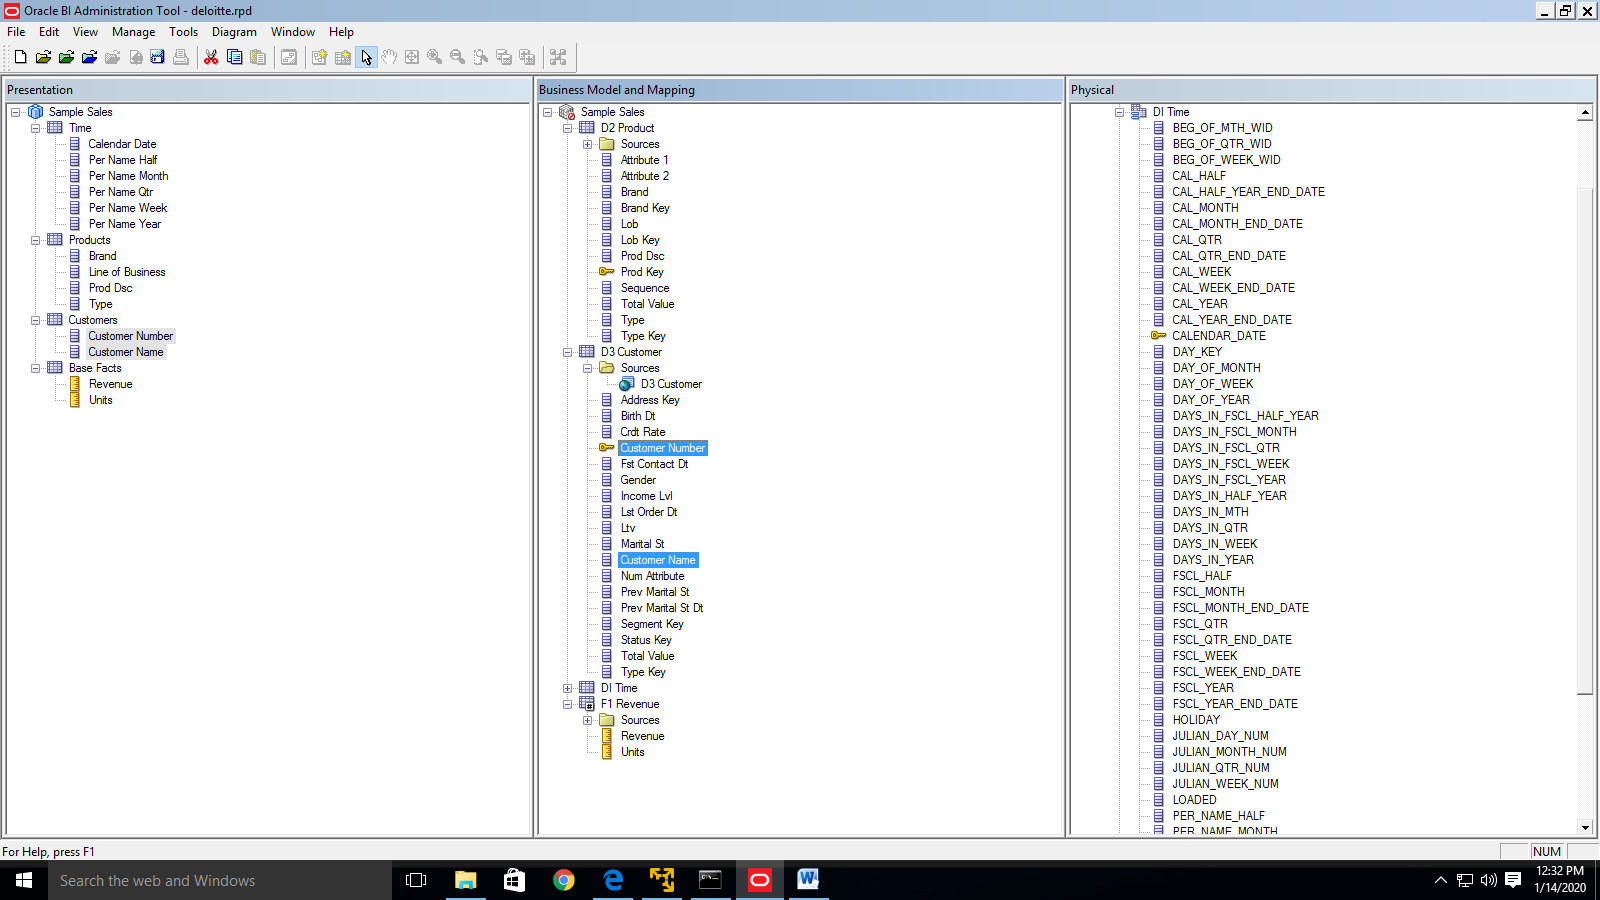 Oracle BI Administration Tool - deloitte.rpd
File Edit View Manage Tools Diagram Window Help
Presentation
Sample Sales
Time
Calendar Date
Per Name Half
Per Name Month
Per Name Qtr
Per Name Week
Per Name Year
Products
Brand
Line of Business
Prod Dsc
Type
Customers
Customer Number
Customer Name
Base Facts
Revenue
Units
Business Model and Mapping
Sample Sales
D2 Product
Sources
Attribute 1
Attribute 2
Brand
Brand Key
Lob
Lob Key
Prod Dsc
Prod Key
Sequence
Total Value
Type
Type Key
D3 Customer
Sources
D3 Customer
Address Key
Birth Dt
Crdt Rate
Customer Number
Fst Contact Dt
Gender
Income Lvl
Lst Order Dt
Ltv
Marital St
Customer Name
Num Attribute
Prev Marital St
Prev Marital St Dt
Segment Key
Status Key
Total Value
Type Key
DI Time
F1 Revenue
Sources
Revenue
Units
Physical
DI Time
BEG_OF_MTH_WID
BEG_OF_QTR_WID
BEG_OF_WEEK_WID
CAL_HALF
CAL_HALF_YEAR_END_DATE
CAL_MONTH
CAL_MONTH_END_DATE
CAL_QTR
CAL_QTR_END_DATE
CAL_WEEK
CAL_WEEK_END_DATE
CAL_YEAR
CAL_YEAR_END_DATE
CALENDAR_DATE
DAY_KEY
DAY_OF_MONTH
DAY_OF_WEEK
DAY_OF_YEAR
DAYS_IN_FSCL_HALF_YEAR
DAYS_IN_FSCL_MONTH
DAYS_IN_FSCL_QTR
DAYS_IN_FSCL_WEEK
DAYS_IN_FSCL_YEAR
DAYS_IN_HALF_YEAR
DAYS_IN_MTH
DAYS_IN_QTR
DAYS_IN_WEEK
DAYS_IN_YEAR
FSCL_HALF
FSCL_MONTH
FSCL_MONTH_END_DATE
FSCL_QTR
FSCL_QTR_END_DATE
FSCL_WEEK
FSCL_WEEK_END_DATE
FSCL_YEAR
FSCL_YEAR_END_DATE
HOLIDAY
JULIAN_DAY_NUM
JULIAN_MONTH_NUM
JULIAN_QTR_NUM
JULIAN_WEEK_NUM
LOADED
PER_NAME_HALF
PER_NAME_MONTH
For Help, press F1
NUM
Search the web and Windows
12:32 PM
1/14/2020